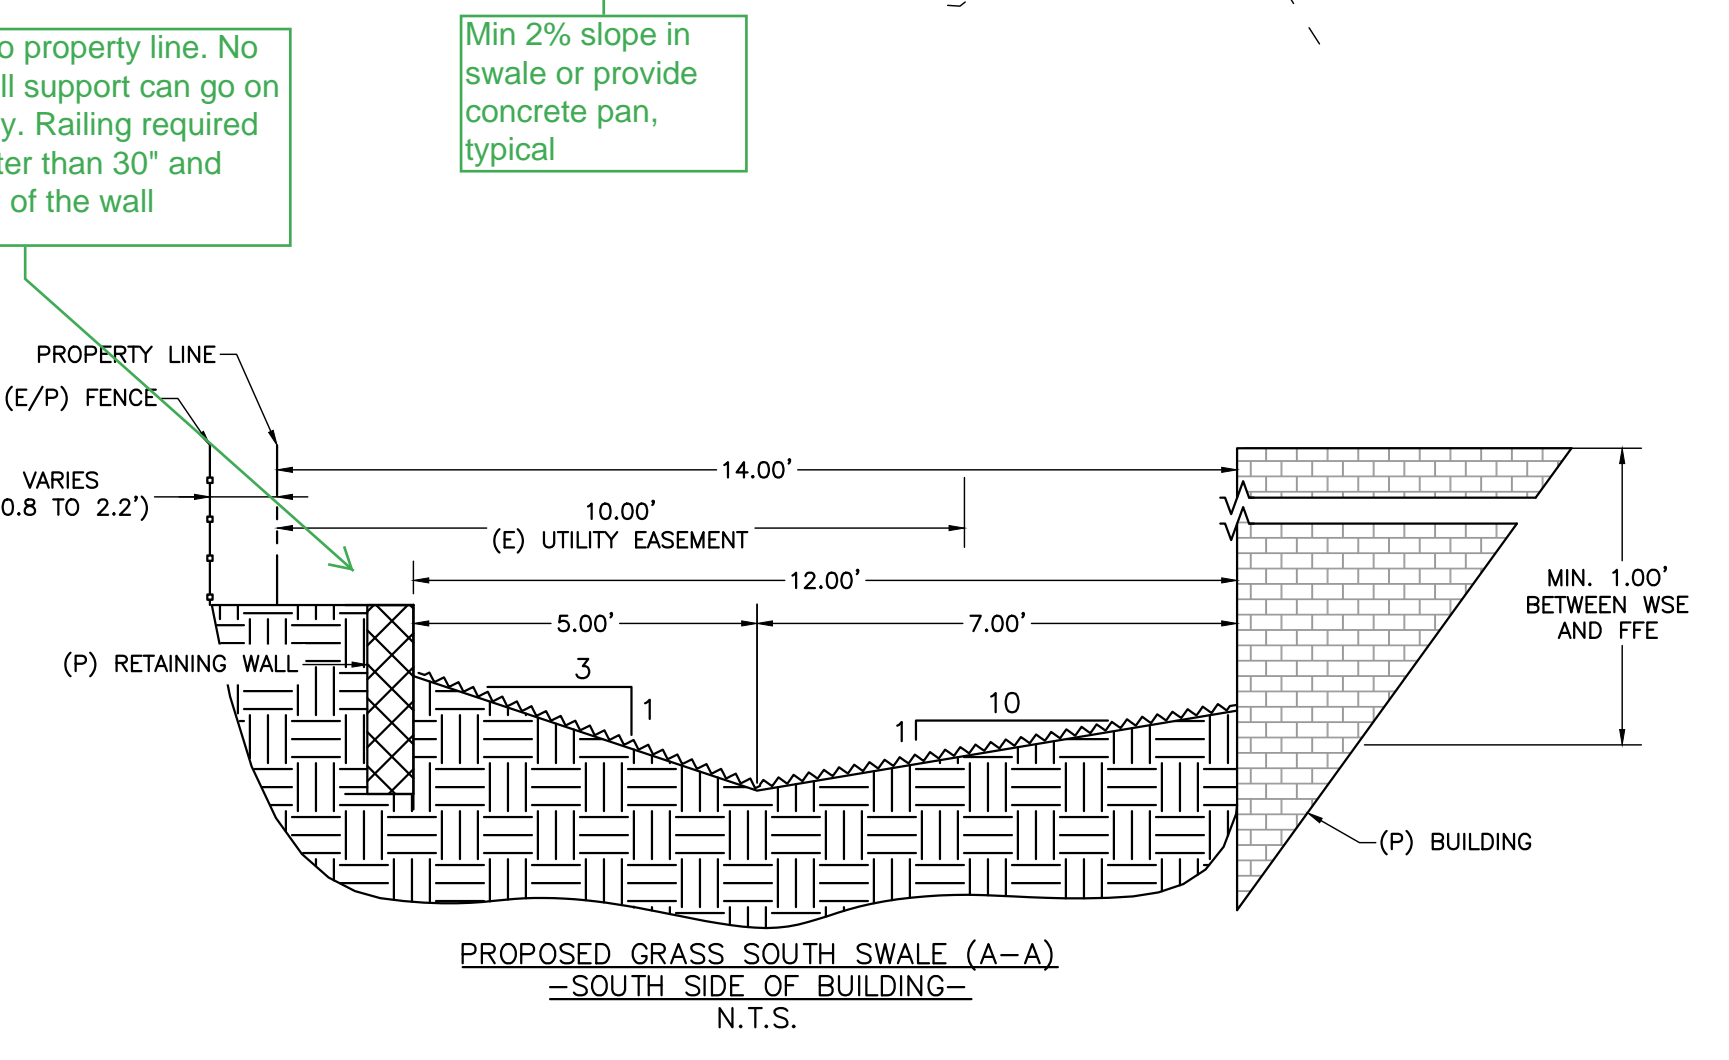 o property line. No
ll support can go on
y. Railing required
ter than 30" and
of the wall
Min 2% slope in
swale or provide
concrete pan,
typical
PROPERTY LINE
(E/P) FENCE
VARIES
0.8 TO 2.2')
14.00'
10.00'
(E) UTILITY EASEMENT
12.00'
5.00'
7.00'
(P) RETAINING WALL
3
1
10
1
MIN. 1.00'
BETWEEN WSE
AND FFE
(P) BUILDING
PROPOSED GRASS SOUTH SWALE (A-A)
-SOUTH SIDE OF BUILDING-
N.T.S.